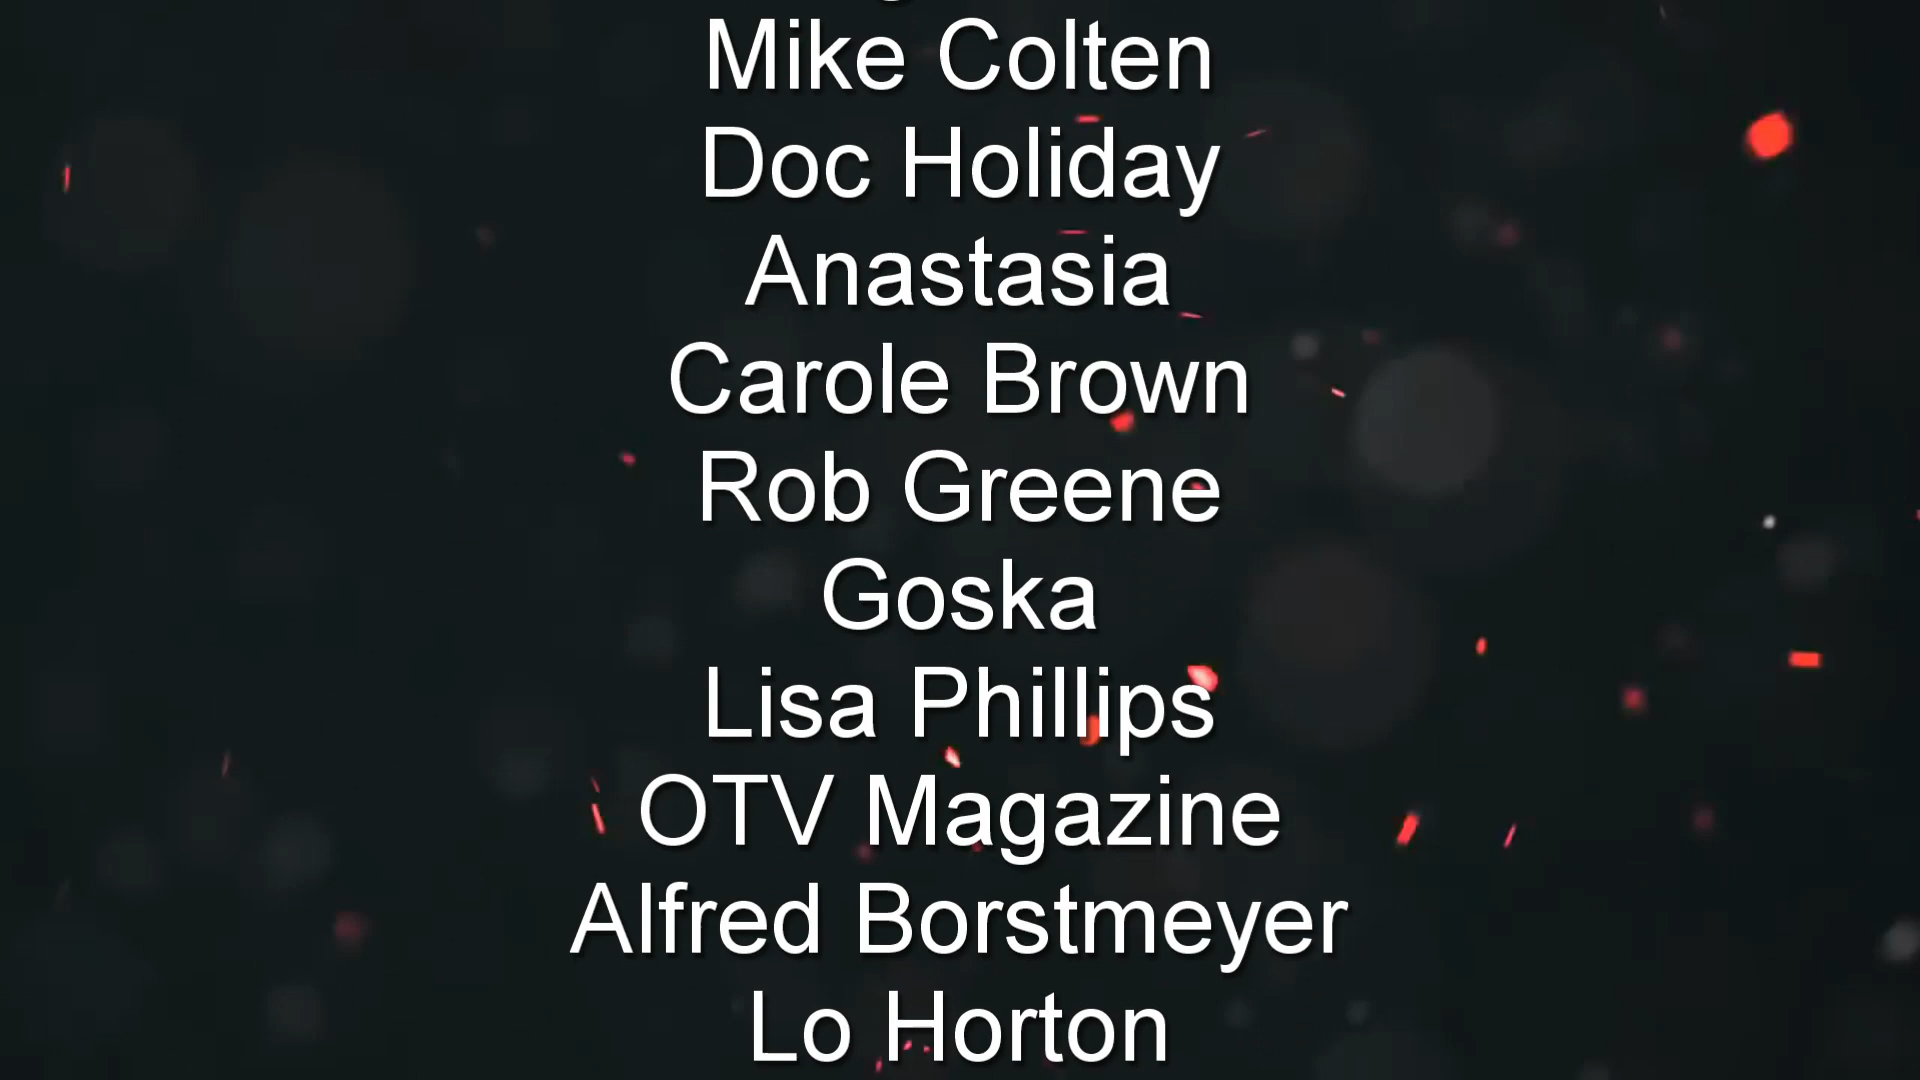 Mike Colten
Doc Holiday
Anastasia
Carole Brown
Rob Greene
Goska
Lisa Phillips
OTV Magazine
Alfred Borstmeyer
Lo Horton